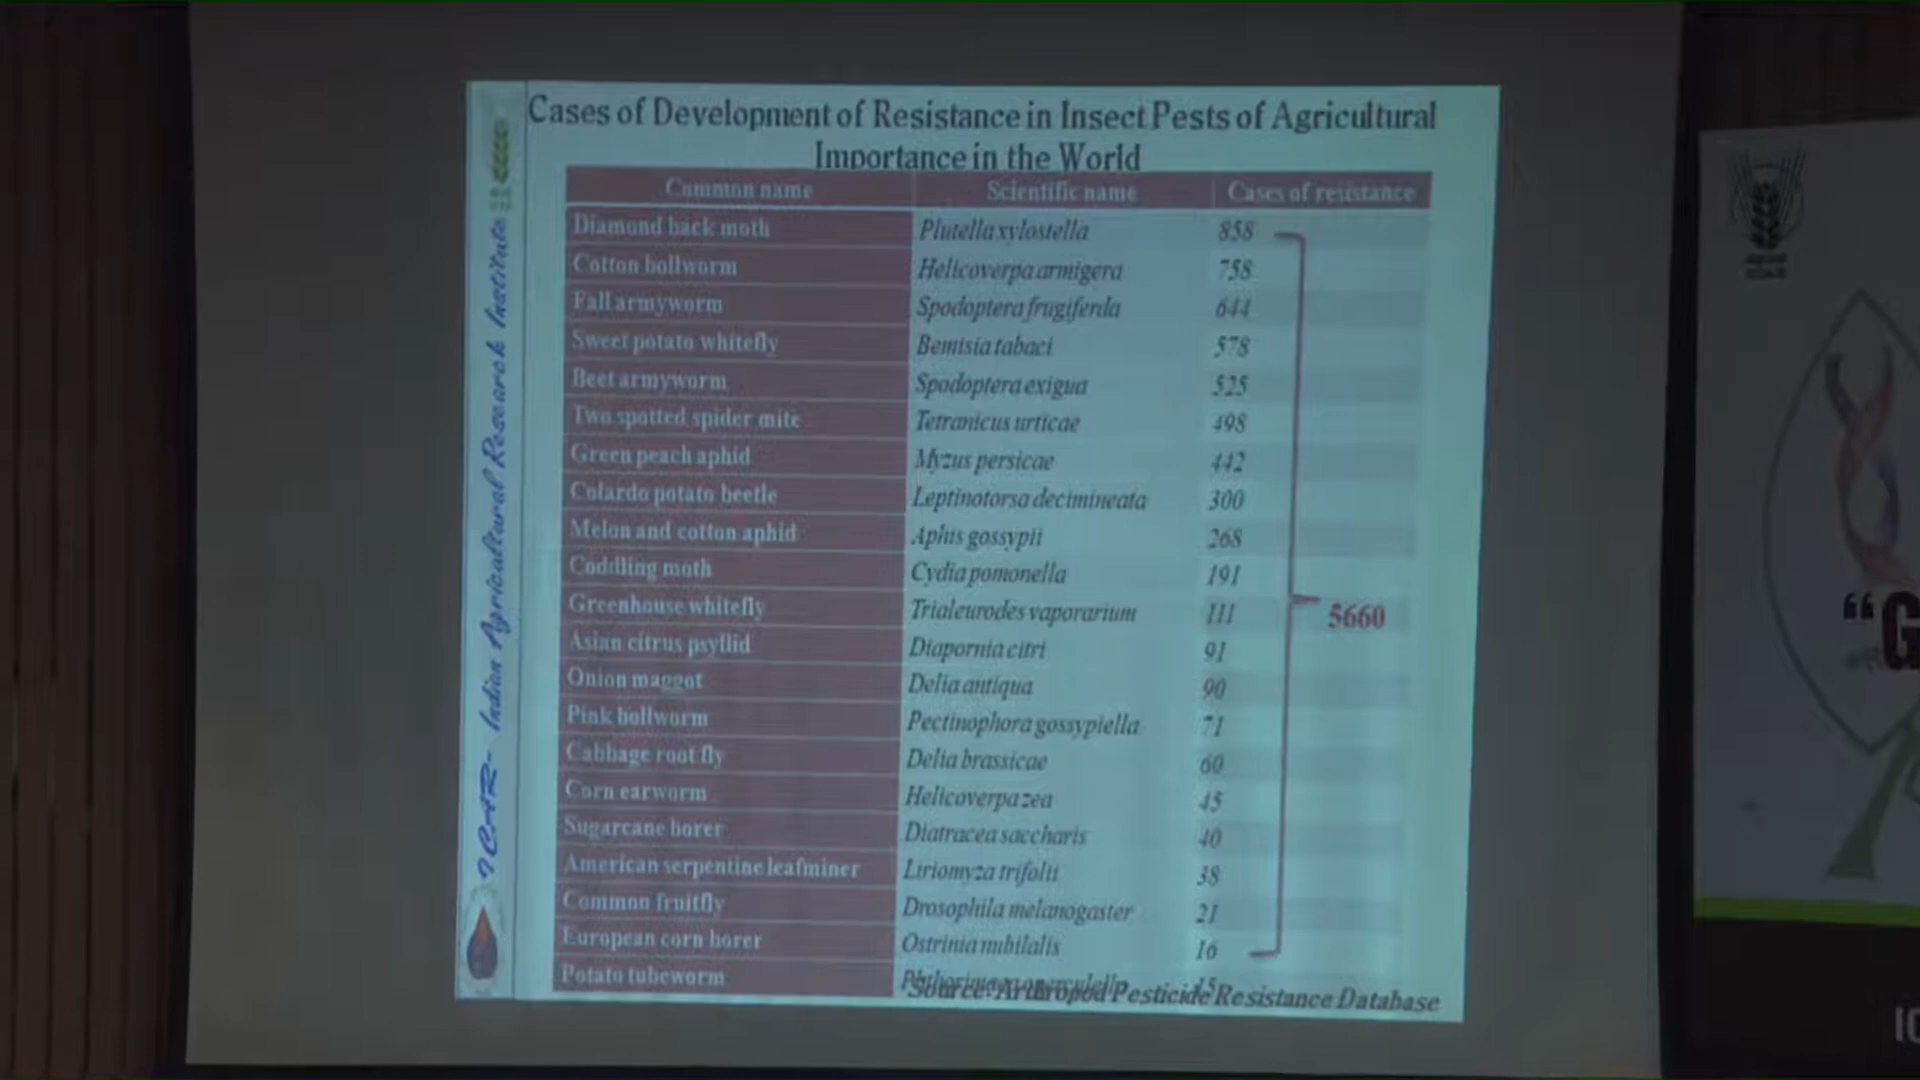 Cases of Development of Resistance in Insect Pests of Agricultural
Importance in the World
Common name Scientific name Cases of resistance
Diamond back moth Plutella xylostella 858
Cotton bollworm Helicoverpa armigera 758
Fall armyworm Spodoptera frugiferda 644
Sweet potato whitefly Bemisia tabaci 578
Beet armyworm Spodoptera exigua 525
Two spotted spider mite Tetranicus urticae 498
Green peach aphid Myzus persicae 442
Colardo potato beetle Leptinotorsa decimineata 300
Melon and cotton aphid Aphis gossypii 268
Coddling moth Cydia pomonella 191
Greenhouse whitefly Trialeurodes vaporarium 111
5660
Asian citrus psyllid Diapornia citri 91
Onion maggot Delia antiqua 90
Pink bollworm Pectinophora gossypiella 71
Cabbage root fly Delia brassicae 60
Corn earworm Helicoverpa zea 45
Sugarcane borer Diatracea saccharis 40
American serpentine leafminer Liriomyza trifolii 38
Common fruitfly Drosophila melanogaster 21
European corn borer Ostrinia nubilalis 16
Potato tubeworm 15
Source: Arthropod Pesticide Resistance Database
ICAR- Indian Agricultural Research Institute
“G
IC